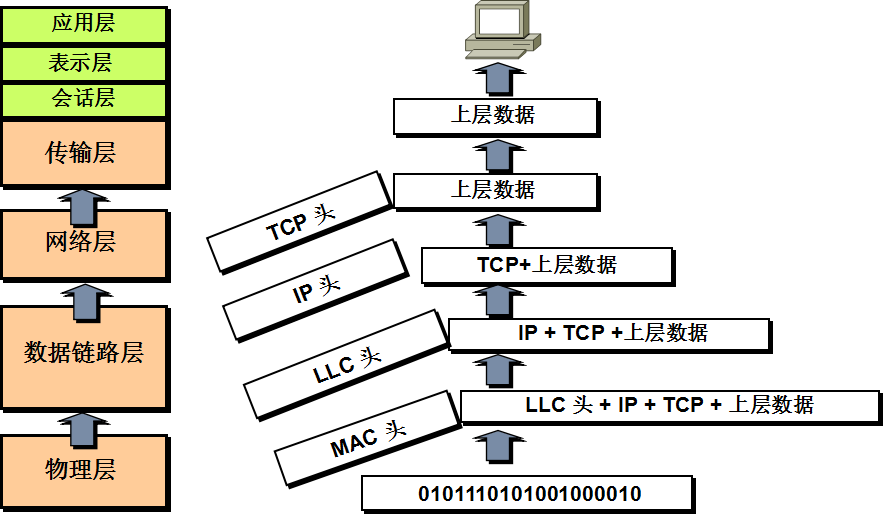 应用层
表示层
会话层
传输层
网络层
数据链路层
物理层
上层数据
上层数据
TCP 头
TCP+上层数据
IP 头
IP + TCP +上层数据
LLC 头
LLC 头 + IP + TCP + 上层数据
MAC 头
0101110101001000010